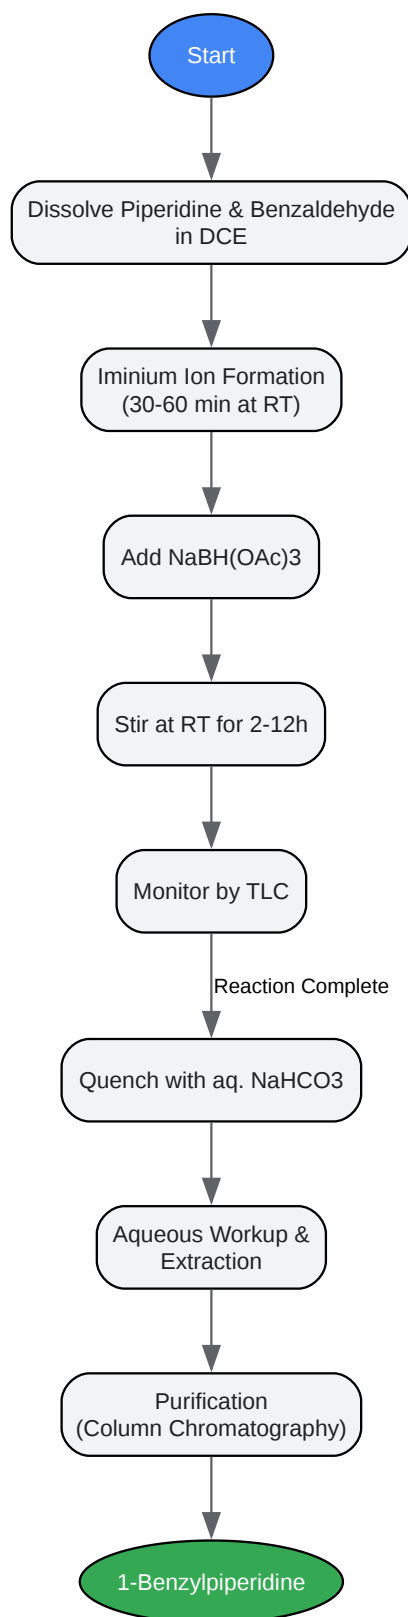 Start
Dissolve Piperidine & Benzaldehyde
in DCE
Iminium Ion Formation
(30-60 min at RT)
Add NaBH(OAc)3
Stir at RT for 2-12h
Monitor by TLC
Reaction Complete
Quench with aq. NaHCO3
Aqueous Workup &
Extraction
Purification
(Column Chromatography)
1-Benzylpiperidine